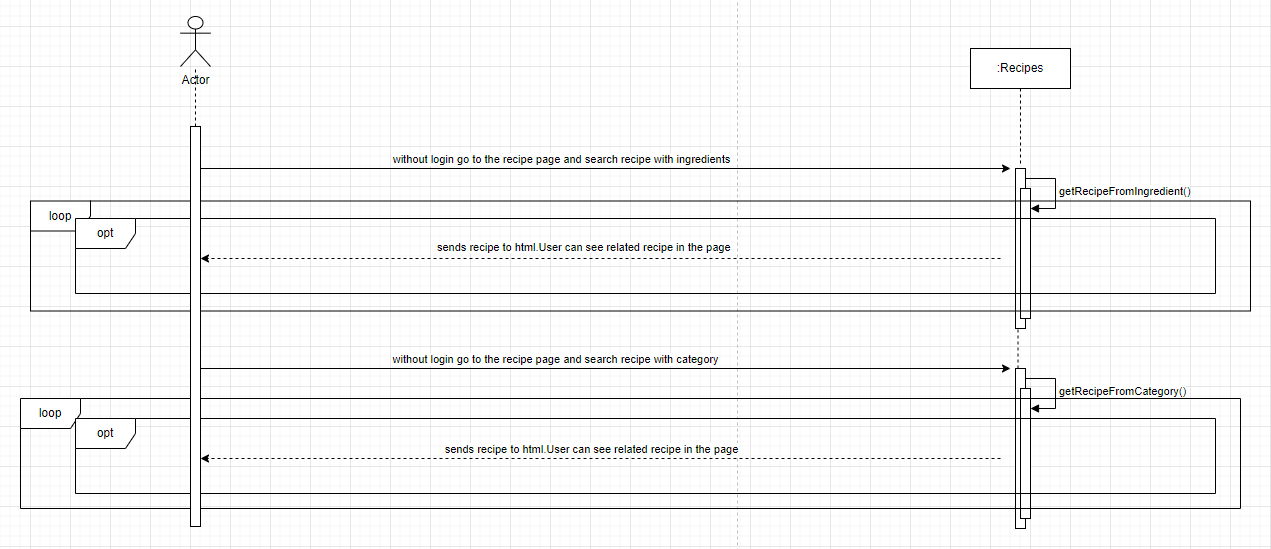 Actor
:Recipes
without login go to the recipe page and search recipe with ingredients
getRecipeFromIngredient()
loop
opt
sends recipe to html.User can see related recipe in the page
without login go to the recipe page and search recipe with category
getRecipeFromCategory()
loop
opt
sends recipe to html.User can see related recipe in the page